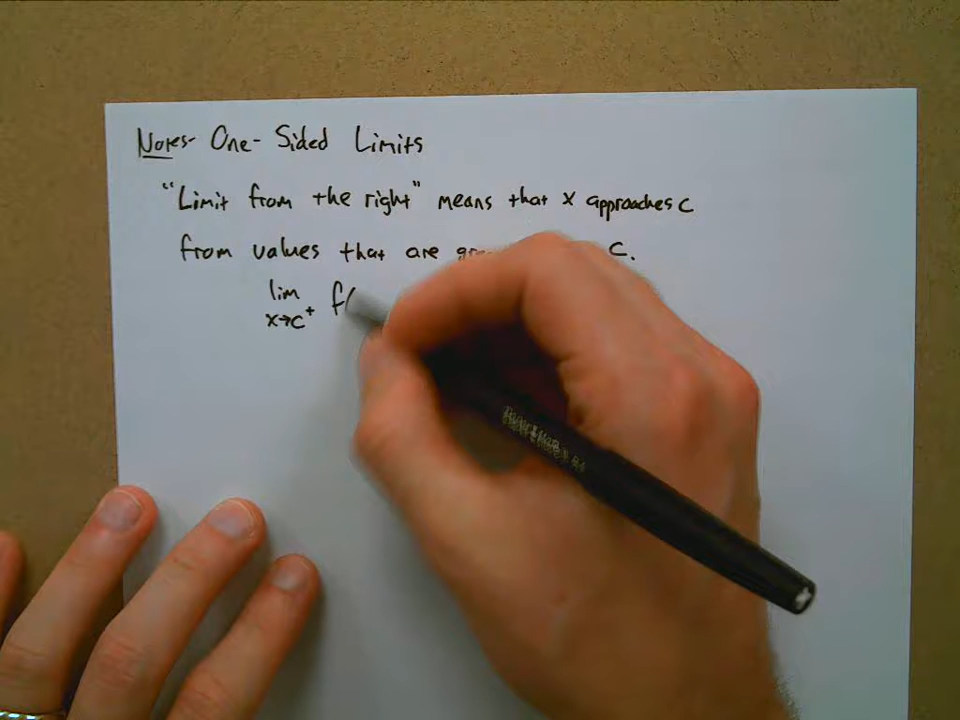 Notes- One-Sided Limits
"Limit from the right" means that x approaches c
from values that are c.
lim f(
x→c⁺